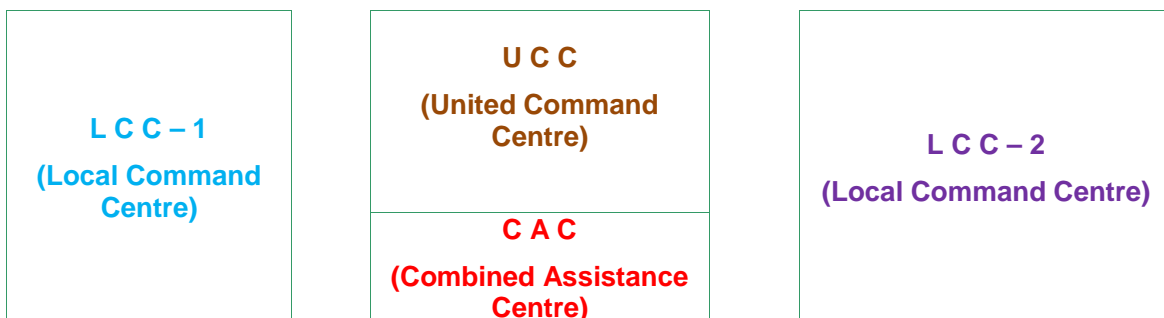 L C C – 1
(Local Command
Centre)
U C C
(United Command
Centre)
C A C
(Combined Assistance
Centre)
L C C – 2
(Local Command Centre)